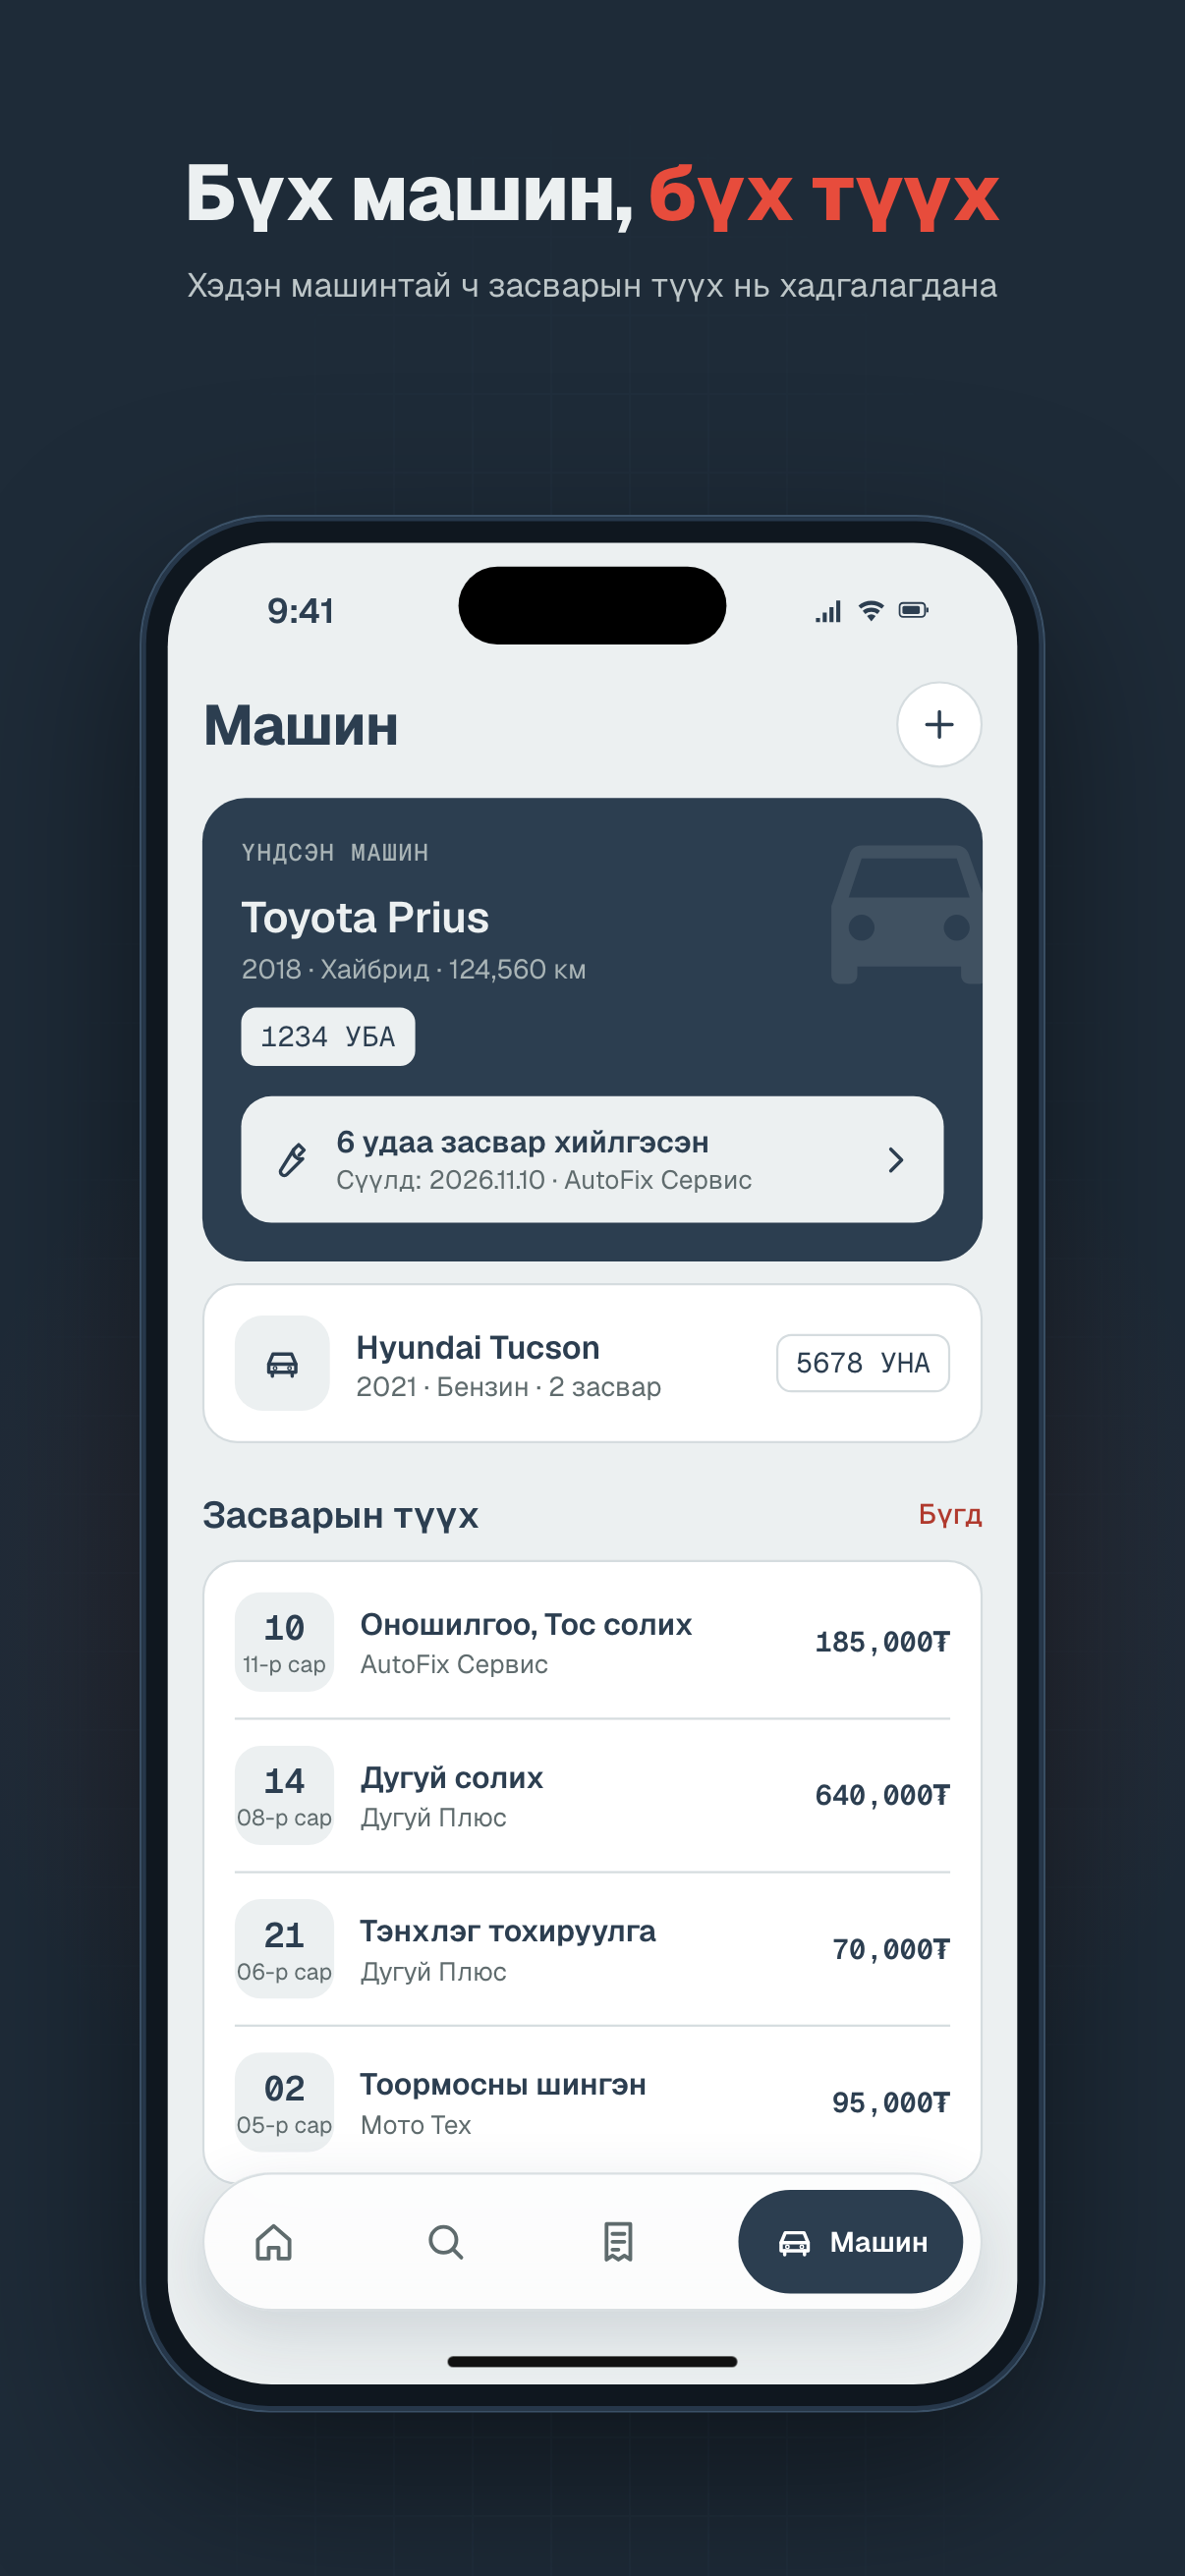 Бүх машин, бүх түүх
Хэдэн машинтай ч засварын түүх нь хадгалагдана
9:41
Машин
ҮНДСЭН МАШИН
Toyota Prius
2018 · Хайбрид · 124,560 км
1234 УБА
6 удаа засвар хийлгэсэн
Сүүлд: 2026.11.10 · AutoFix Сервис
Hyundai Tucson
2021 · Бензин · 2 засвар
5678 УНА
Засварын түүх
Бүгд
10
11-р сар
Оношилгоо, Тос солих
AutoFix Сервис
185,000₮
14
08-р сар
Дугуй солих
Дугуй Плюс
640,000₮
21
06-р сар
Тэнхлэг тохируулга
Дугуй Плюс
70,000₮
02
05-р сар
Тоормосны шингэн
Мото Тех
95,000₮
Машин